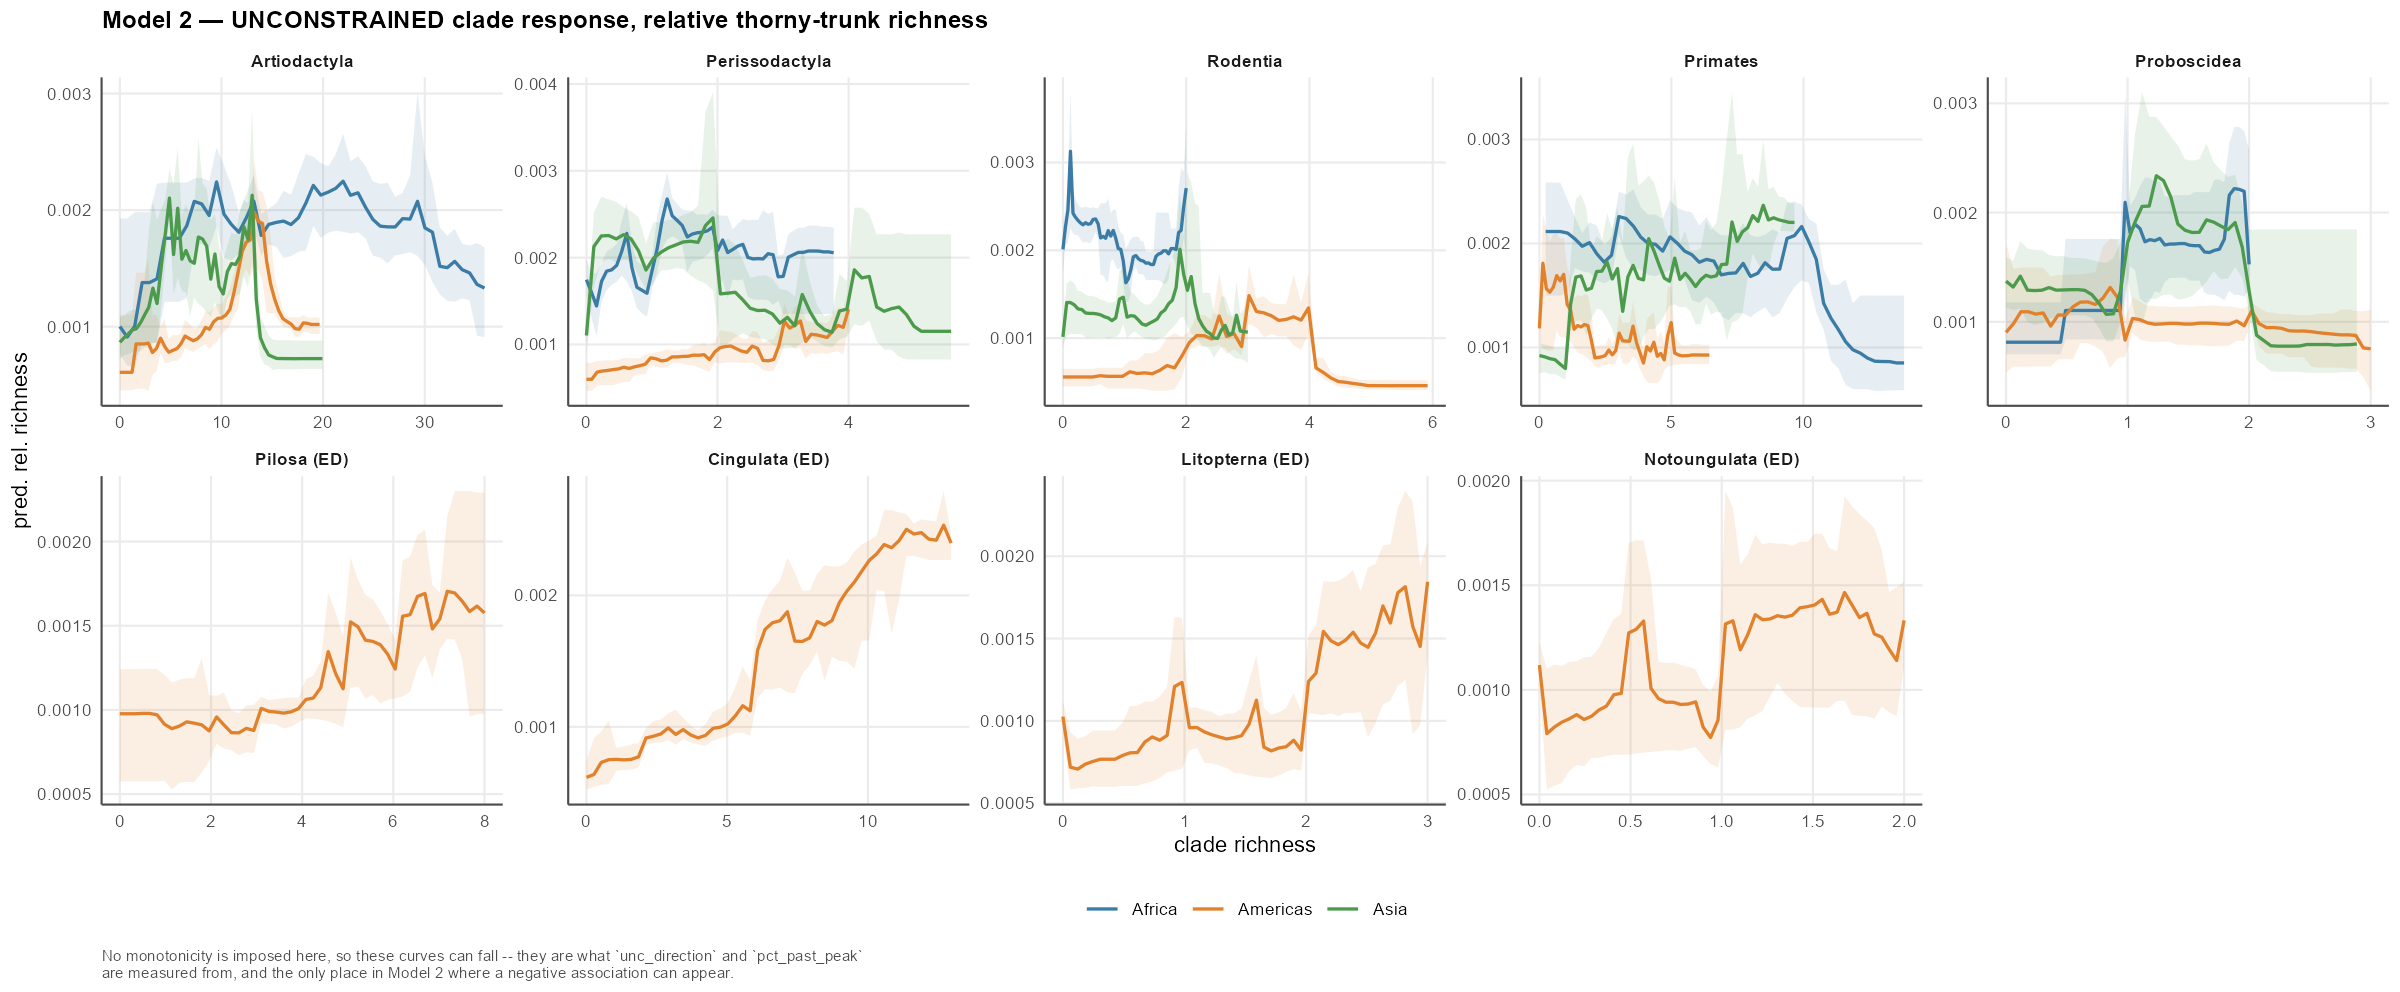 Model 2 — UNCONSTRAINED clade response, relative thorny-trunk richness
Artiodactyla
Perissodactyla
Rodentia
Primates
Proboscidea
0.003
0.002
0.001
0 10 20 30
0.004
0.003
0.002
0.001
0 2 4
0.003
0.002
0.001
0 2 4 6
0.003
0.002
0.001
0 5 10
0.003
0.002
0.001
0 1 2 3
pred. rel. richness
Pilosa (ED)
Cingulata (ED)
Litopterna (ED)
Notoungulata (ED)
0.0020
0.0015
0.0010
0.0005
0 2 4 6 8
0.002
0.001
0 5 10
0.0020
0.0015
0.0010
0.0005
0 1 2 3
0.0020
0.0015
0.0010
0.0005
0.0 0.5 1.0 1.5 2.0
clade richness
Africa Americas Asia
No monotonicity is imposed here, so these curves can fall -- they are what `unc_direction` and `pct_past_peak`
are measured from, and the only place in Model 2 where a negative association can appear.